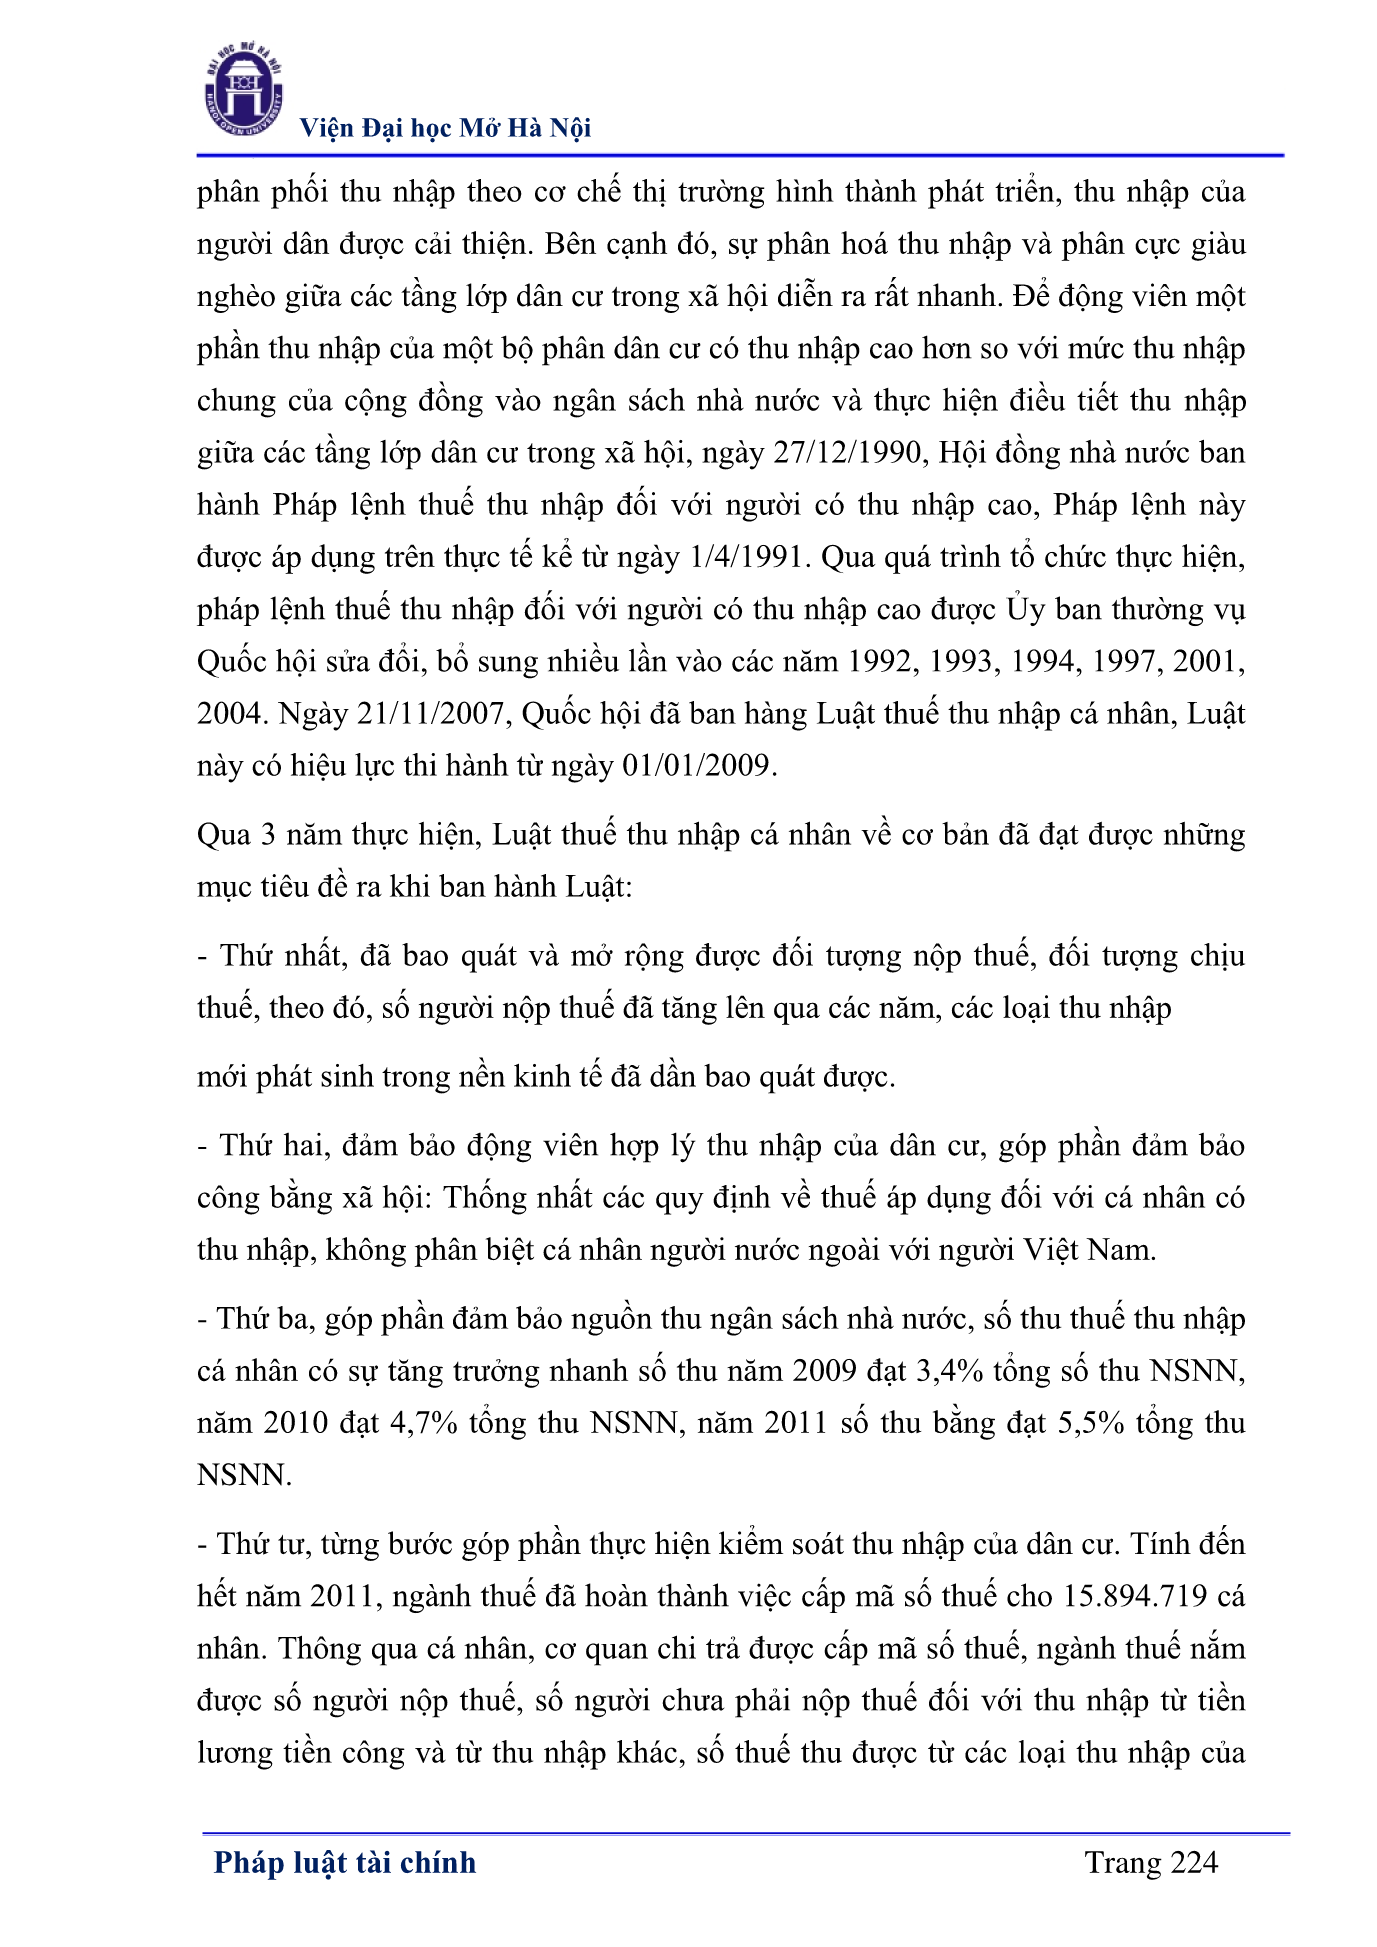 ĐẠI HỌC MỞ HÀ NỘI
HANOI OPEN UNIVERSITY
Viện Đại học Mở Hà Nội
phân phối thu nhập theo cơ chế thị trường hình thành phát triển, thu nhập của
người dân được cải thiện. Bên cạnh đó, sự phân hoá thu nhập và phân cực giàu
nghèo giữa các tầng lớp dân cư trong xã hội diễn ra rất nhanh. Để động viên một
phần thu nhập của một bộ phân dân cư có thu nhập cao hơn so với mức thu nhập
chung của cộng đồng vào ngân sách nhà nước và thực hiện điều tiết thu nhập
giữa các tầng lớp dân cư trong xã hội, ngày 27/12/1990, Hội đồng nhà nước ban
hành Pháp lệnh thuế thu nhập đối với người có thu nhập cao, Pháp lệnh này
được áp dụng trên thực tế kể từ ngày 1/4/1991. Qua quá trình tổ chức thực hiện,
pháp lệnh thuế thu nhập đối với người có thu nhập cao được Ủy ban thường vụ
Quốc hội sửa đổi, bổ sung nhiều lần vào các năm 1992, 1993, 1994, 1997, 2001,
2004. Ngày 21/11/2007, Quốc hội đã ban hàng Luật thuế thu nhập cá nhân, Luật
này có hiệu lực thi hành từ ngày 01/01/2009.
Qua 3 năm thực hiện, Luật thuế thu nhập cá nhân về cơ bản đã đạt được những
mục tiêu đề ra khi ban hành Luật:
- Thứ nhất, đã bao quát và mở rộng được đối tượng nộp thuế, đối tượng chịu
thuế, theo đó, số người nộp thuế đã tăng lên qua các năm, các loại thu nhập
mới phát sinh trong nền kinh tế đã dần bao quát được.
- Thứ hai, đảm bảo động viên hợp lý thu nhập của dân cư, góp phần đảm bảo
công bằng xã hội: Thống nhất các quy định về thuế áp dụng đối với cá nhân có
thu nhập, không phân biệt cá nhân người nước ngoài với người Việt Nam.
- Thứ ba, góp phần đảm bảo nguồn thu ngân sách nhà nước, số thu thuế thu nhập
cá nhân có sự tăng trưởng nhanh số thu năm 2009 đạt 3,4% tổng số thu NSNN,
năm 2010 đạt 4,7% tổng thu NSNN, năm 2011 số thu bằng đạt 5,5% tổng thu
NSNN.
- Thứ tư, từng bước góp phần thực hiện kiểm soát thu nhập của dân cư. Tính đến
hết năm 2011, ngành thuế đã hoàn thành việc cấp mã số thuế cho 15.894.719 cá
nhân. Thông qua cá nhân, cơ quan chi trả được cấp mã số thuế, ngành thuế nắm
được số người nộp thuế, số người chưa phải nộp thuế đối với thu nhập từ tiền
lương tiền công và từ thu nhập khác, số thuế thu được từ các loại thu nhập của
Pháp luật tài chính
Trang 224